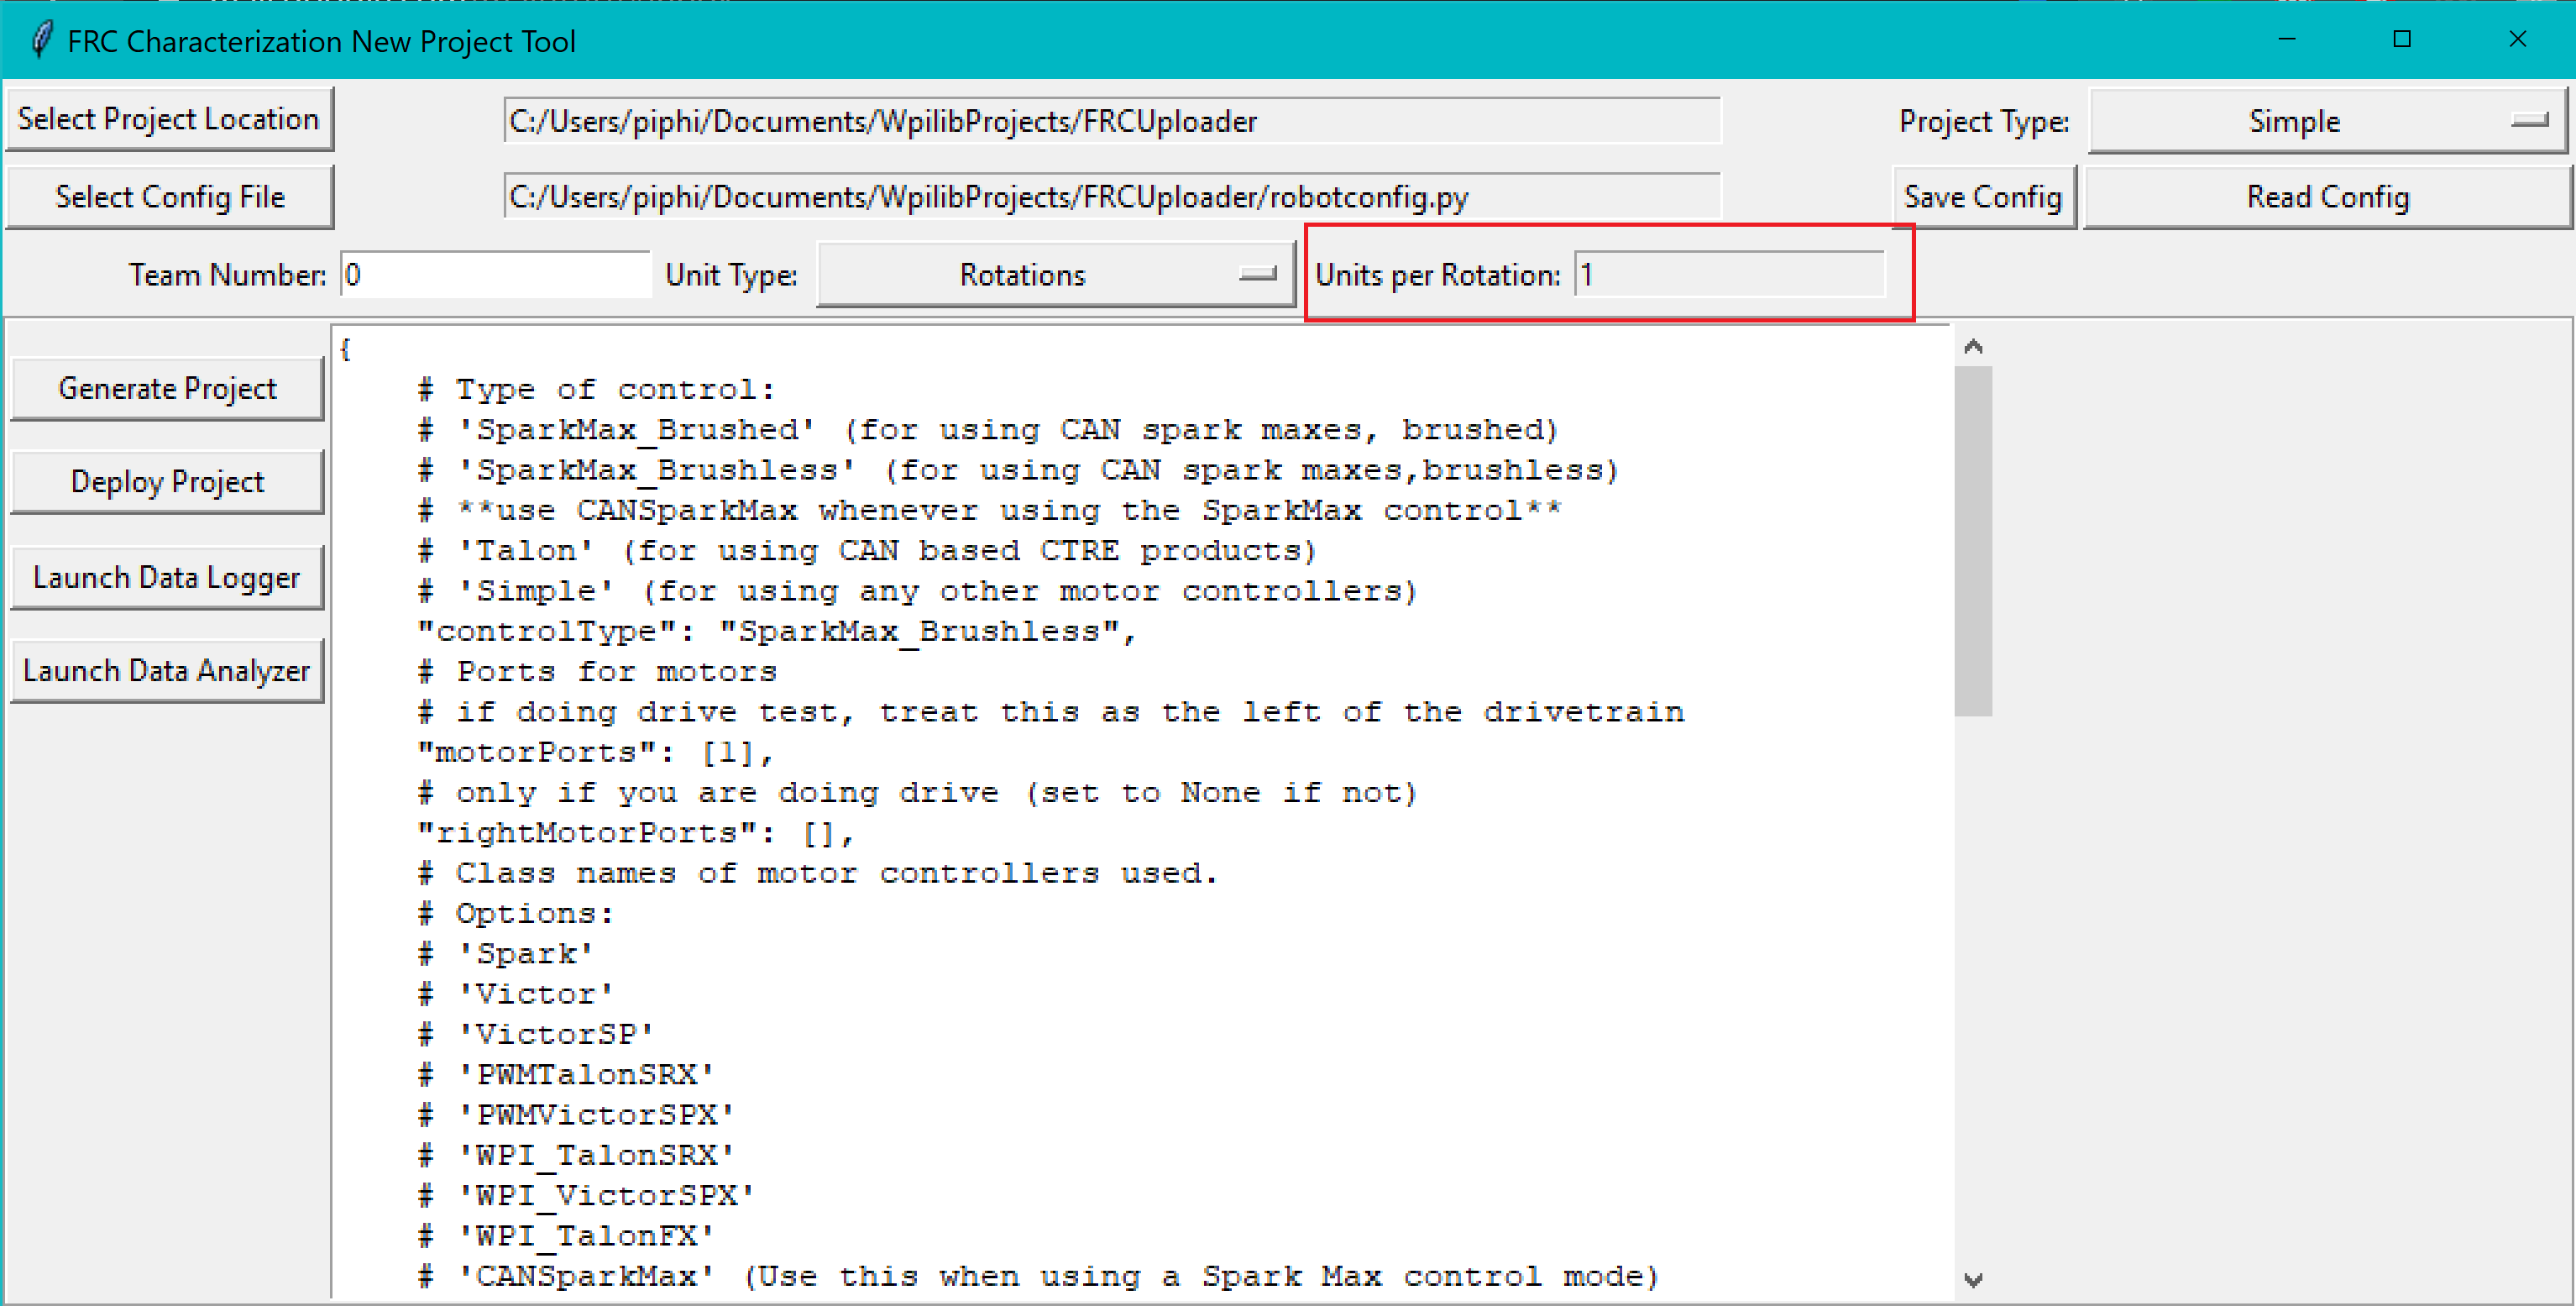 FRC Characterization New Project Tool
Select Project Location C:/Users/piphi/Documents/WpilibProjects/FRCUploader Project Type: Simple
Select Config File C:/Users/piphi/Documents/WpilibProjects/FRCUploader/robotconfig.py Save Config Read Config
Team Number: 0 Unit Type: Rotations Units per Rotation: 1
Generate Project
Deploy Project
Launch Data Logger
Launch Data Analyzer
{
# Type of control:
# 'SparkMax_Brushed' (for using CAN spark maxes, brushed)
# 'SparkMax_Brushless' (for using CAN spark maxes,brushless)
# **use CANSparkMax whenever using the SparkMax control**
# 'Talon' (for using CAN based CTRE products)
# 'Simple' (for using any other motor controllers)
"controlType": "SparkMax_Brushless",
# Ports for motors
# if doing drive test, treat this as the left of the drivetrain
"motorPorts": [1],
# only if you are doing drive (set to None if not)
"rightMotorPorts": [],
# Class names of motor controllers used.
# Options:
# 'Spark'
# 'Victor'
# 'VictorSP'
# 'PWMTalonSRX'
# 'PWMVictorSPX'
# 'WPI_TalonSRX'
# 'WPI_VictorSPX'
# 'WPI_TalonFX'
# 'CANSparkMax' (Use this when using a Spark Max control mode)